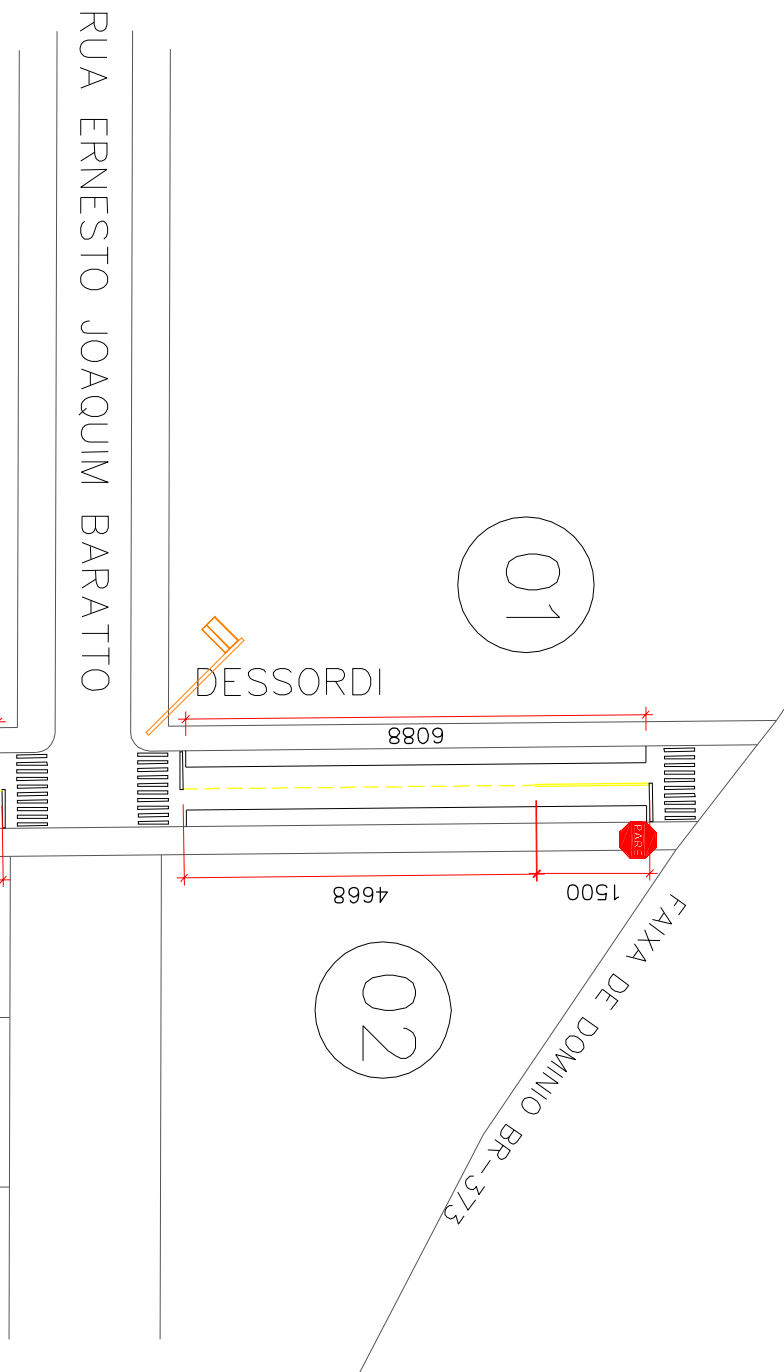 RUA ERNESTO JOAQUIM BARATTO
01
DESSORDI
6088
PARE
4668
1500
02
FAIXA DE DOMINIO BR-373